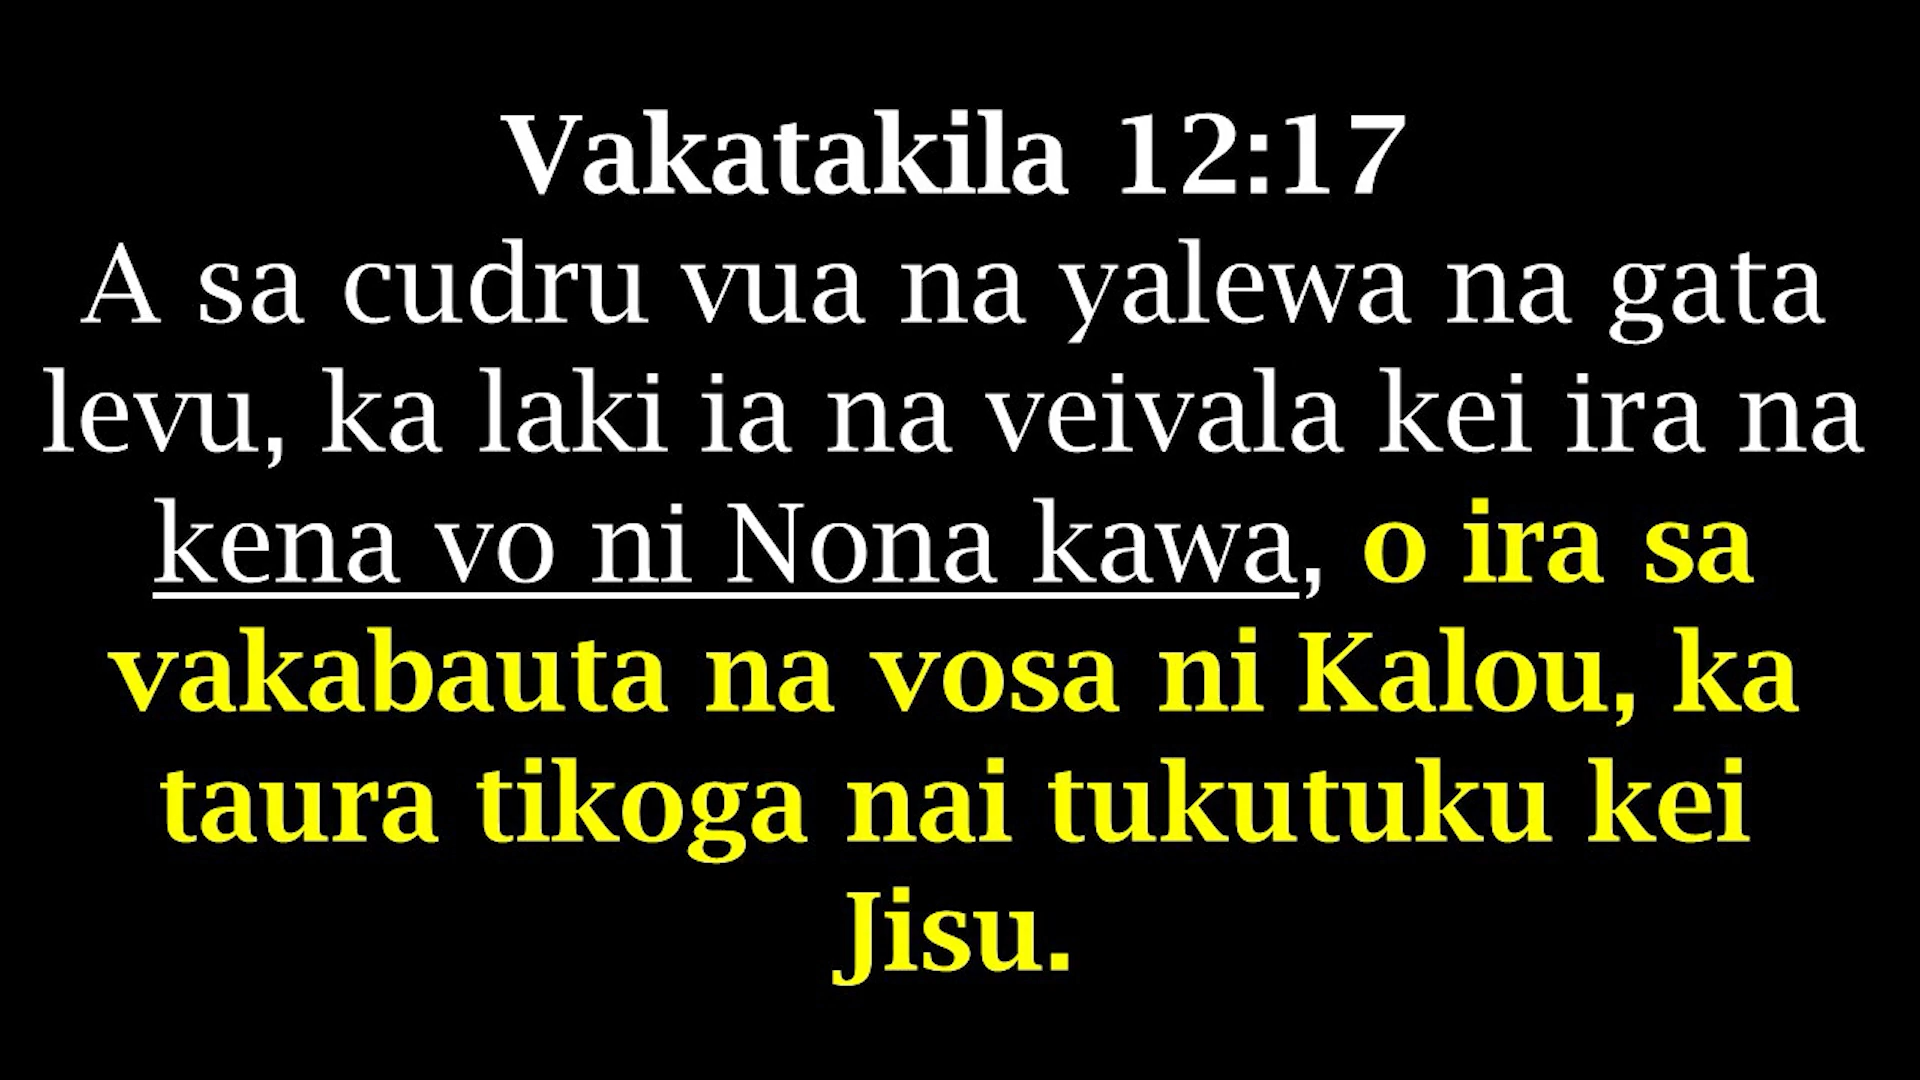 Vakatakila 12:17
A sa cudru vua na yalewa na gata
levu, ka laki ia na veivala kei ira na
kena vo ni Nona kawa, o ira sa
vakabauta na vosa ni Kalou, ka
taura tikoga nai tukutuku kei
Jisu.